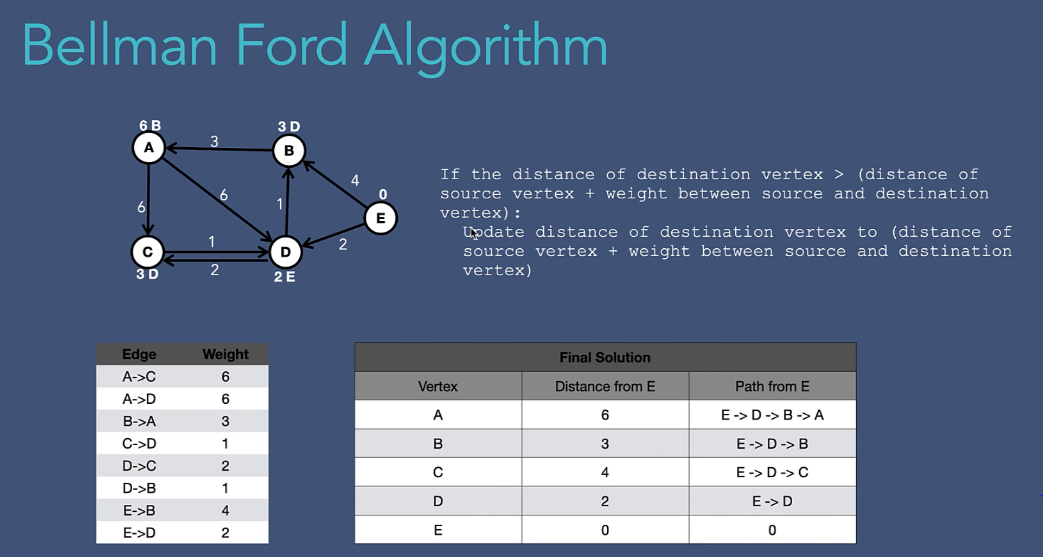 Bellman Ford Algorithm
6 B
3 D
A
3
B
6
4
0
6
1
E
1
2
C
D
2
3 D
2 E
If the distance of destination vertex > (distance of
source vertex + weight between source and destination
vertex):
Update distance of destination vertex to (distance of
source vertex + weight between source and destination
vertex)
Edge Weight
A->C 6
A->D 6
B->A 3
C->D 1
D->C 2
D->B 1
E->B 4
E->D 2
Final Solution
Vertex Distance from E Path from E
A 6 E -> D -> B -> A
B 3 E -> D -> B
C 4 E -> D -> C
D 2 E -> D
E 0 0